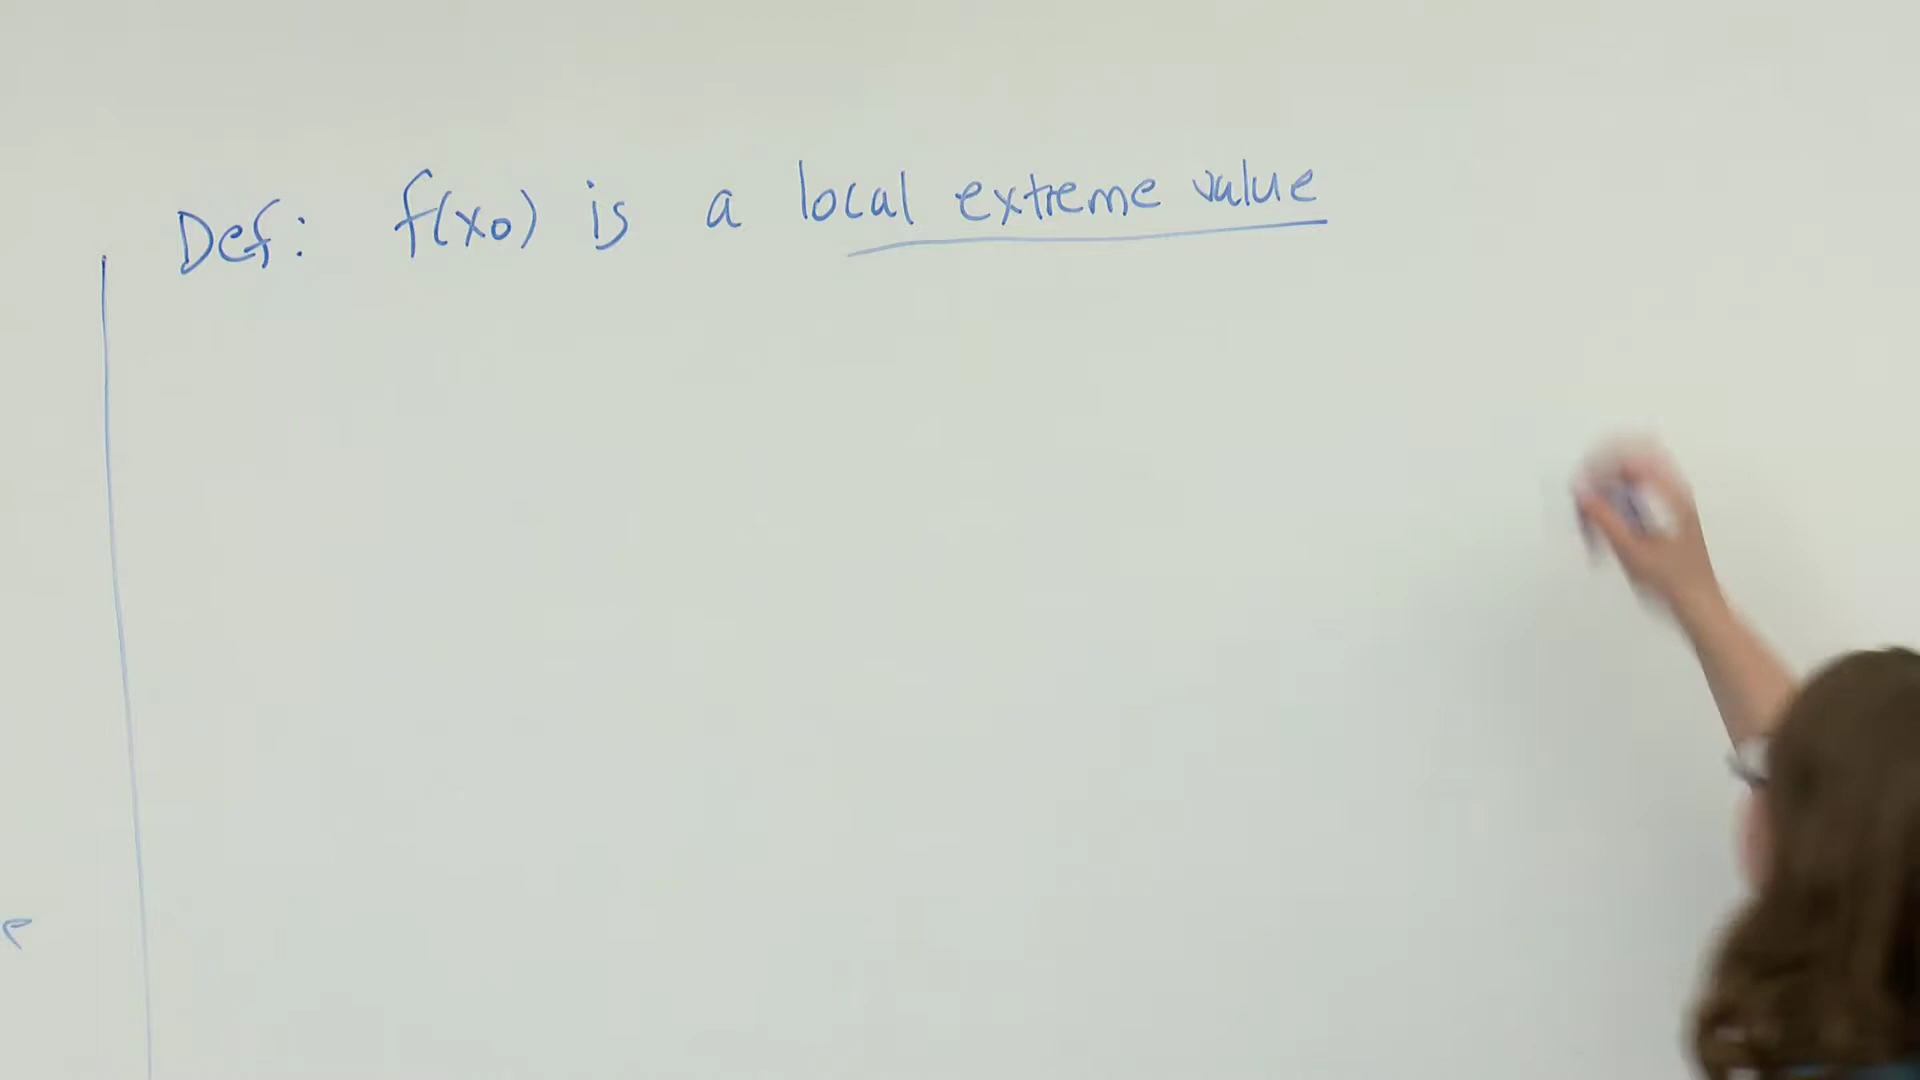 Def: f(x₀) is a local extreme value